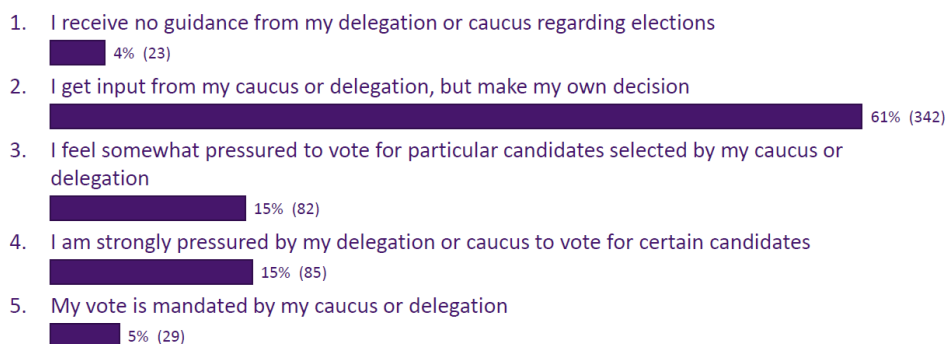 1. I receive no guidance from my delegation or caucus regarding elections
4% (23)
2. I get input from my caucus or delegation, but make my own decision
61% (342)
3. I feel somewhat pressured to vote for particular candidates selected by my caucus or
delegation
15% (82)
4. I am strongly pressured by my delegation or caucus to vote for certain candidates
15% (85)
5. My vote is mandated by my caucus or delegation
5% (29)